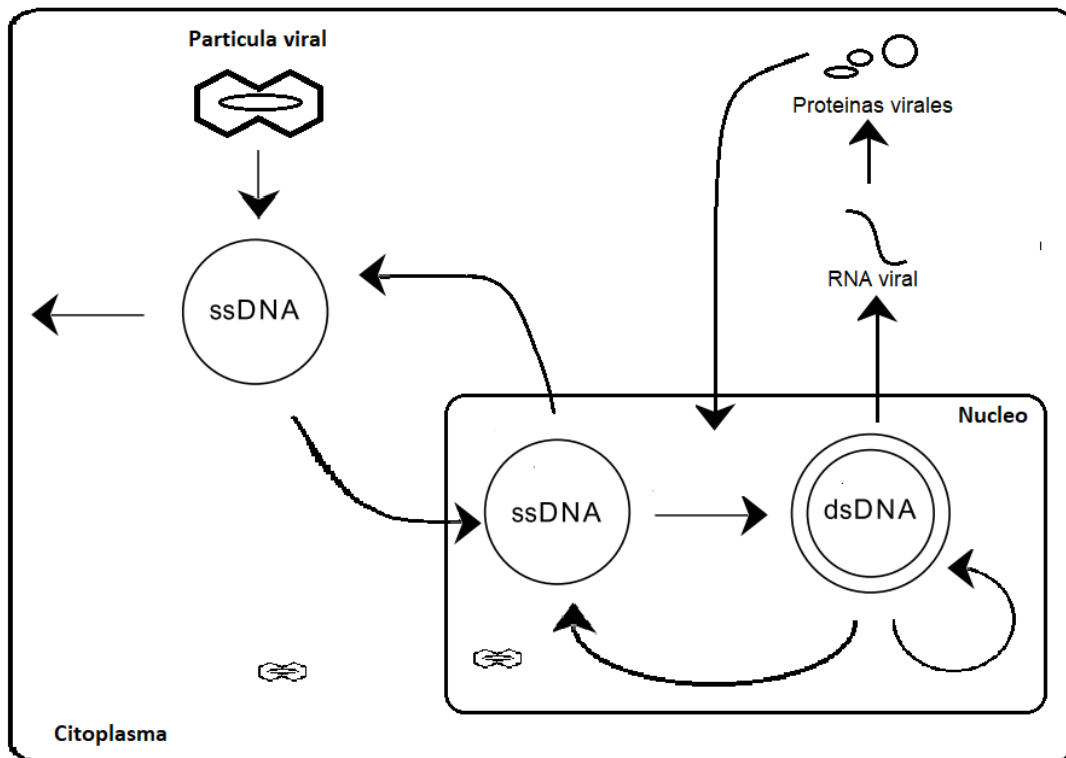 Particula viral
Proteinas virales
RNA viral
ssDNA
Nucleo
ssDNA
dsDNA
Citoplasma